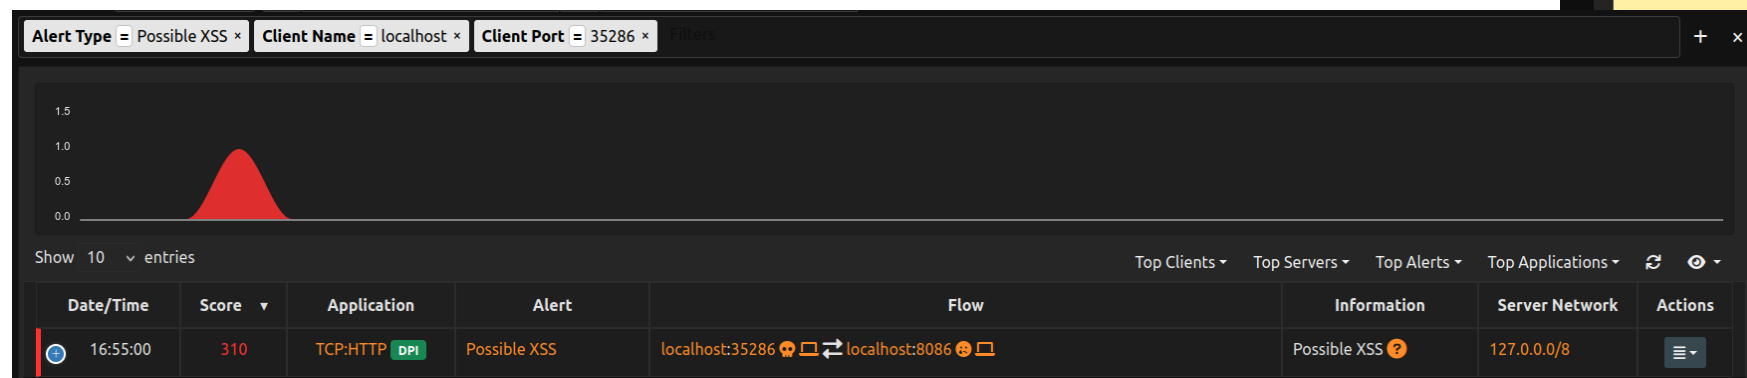 Alert Type = Possible XSS × Client Name = localhost × Client Port = 35286 × Filters + ×
1.5
1.0
0.5
0.0
Show 10 entries Top Clients Top Servers Top Alerts Top Applications
Date/Time Score ▼ Application Alert Flow Information Server Network Actions
+ 16:55:00 310 TCP:HTTP DPI Possible XSS localhost:35286 localhost:8086 Possible XSS ? 127.0.0.0/8